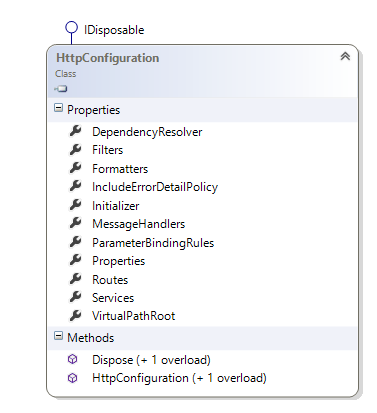 IDisposable
HttpConfiguration
Class
Properties
DependencyResolver
Filters
Formatters
IncludeErrorDetailPolicy
Initializer
MessageHandlers
ParameterBindingRules
Properties
Routes
Services
VirtualPathRoot
Methods
Dispose (+ 1 overload)
HttpConfiguration (+ 1 overload)